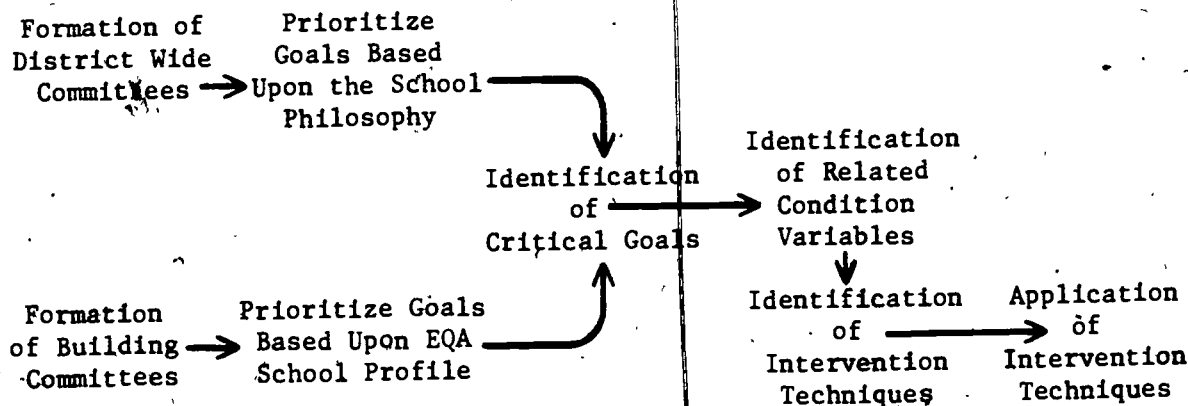 Formation of
District Wide
Committees
Prioritize
Goals Based
Upon the School
Philosophy
Identification
of
Critical Goals
Formation
of Building
Committees
Prioritize Goals
Based Upon EQA
School Profile
Identification
of Related
Condition
Variables
Identification
of
Intervention
Techniques
Application
of
Intervention
Techniques